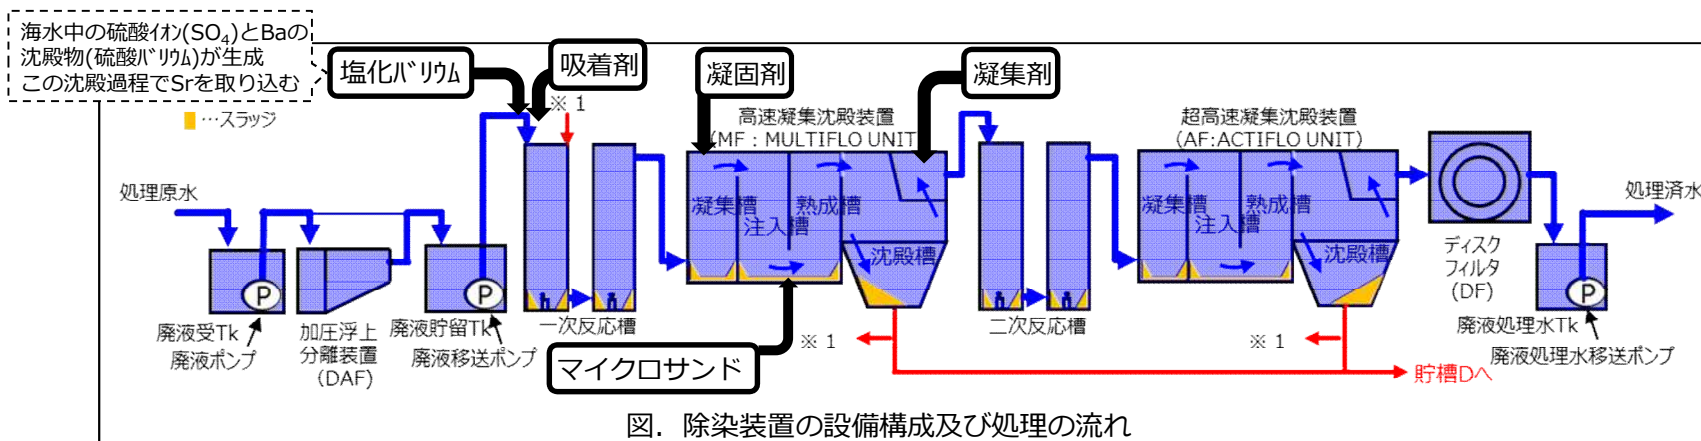 海水中の硫酸ｲｵﾝ(SO₄)とBaの
沈殿物(硫酸ﾊﾞﾘｳﾑ)が生成
この沈殿過程でSrを取り込む
塩化ﾊﾞﾘｳﾑ
吸着剤
凝固剤
凝集剤
…スラッジ
※１
高速凝集沈殿装置
(MF：MULTIFLO UNIT
超高速凝集沈殿装置
(AF:ACTIFLO UNIT)
処理原水
凝集槽
注入槽
熟成槽
沈殿槽
凝集槽
注入槽
熟成槽
沈殿槽
処理済水
ディスク
フィルタ
(DF)
P
P
P
廃液受Tk
廃液ポンプ
加圧浮上
分離装置
(DAF)
廃液貯留Tk
廃液移送ポンプ
一次反応槽
マイクロサンド
※１
二次反応槽
※１
廃液処理水Tk
廃液処理水移送ポンプ
貯槽Dへ
図．除染装置の設備構成及び処理の流れ